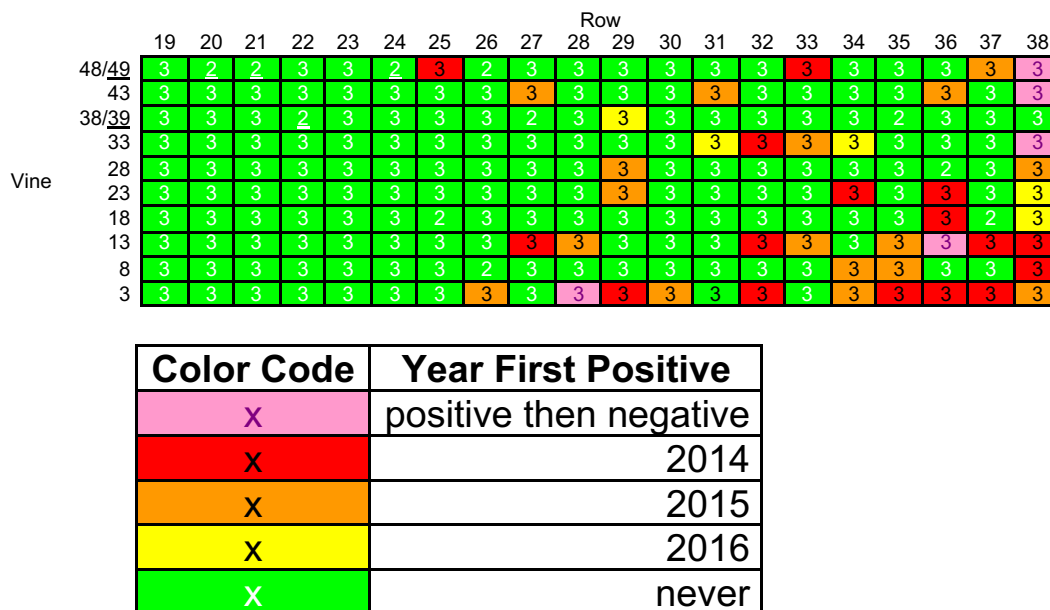 Row
19 20 21 22 23 24 25 26 27 28 29 30 31 32 33 34 35 36 37 38
48/49 3 2 2 3 3 2 3 2 3 3 3 3 3 3 3 3 3 3 3 3
43 3 3 3 3 3 3 3 3 3 3 3 3 3 3 3 3 3 3 3 3
38/39 3 3 3 2 3 3 3 3 2 3 3 3 3 3 3 3 2 3 3 3
33 3 3 3 3 3 3 3 3 3 3 3 3 3 3 3 3 3 3 3 3
Vine
28 3 3 3 3 3 3 3 3 3 3 3 3 3 3 3 3 3 2 3 3
23 3 3 3 3 3 3 3 3 3 3 3 3 3 3 3 3 3 3 3 3
18 3 3 3 3 3 3 2 3 3 3 3 3 3 3 3 3 3 3 2 3
13 3 3 3 3 3 3 3 3 3 3 3 3 3 3 3 3 3 3 3 3
8 3 3 3 3 3 3 3 2 3 3 3 3 3 3 3 3 3 3 3 3
3 3 3 3 3 3 3 3 3 3 3 3 3 3 3 3 3 3 3 3 3
Color Code Year First Positive
x positive then negative
x 2014
x 2015
x 2016
x never